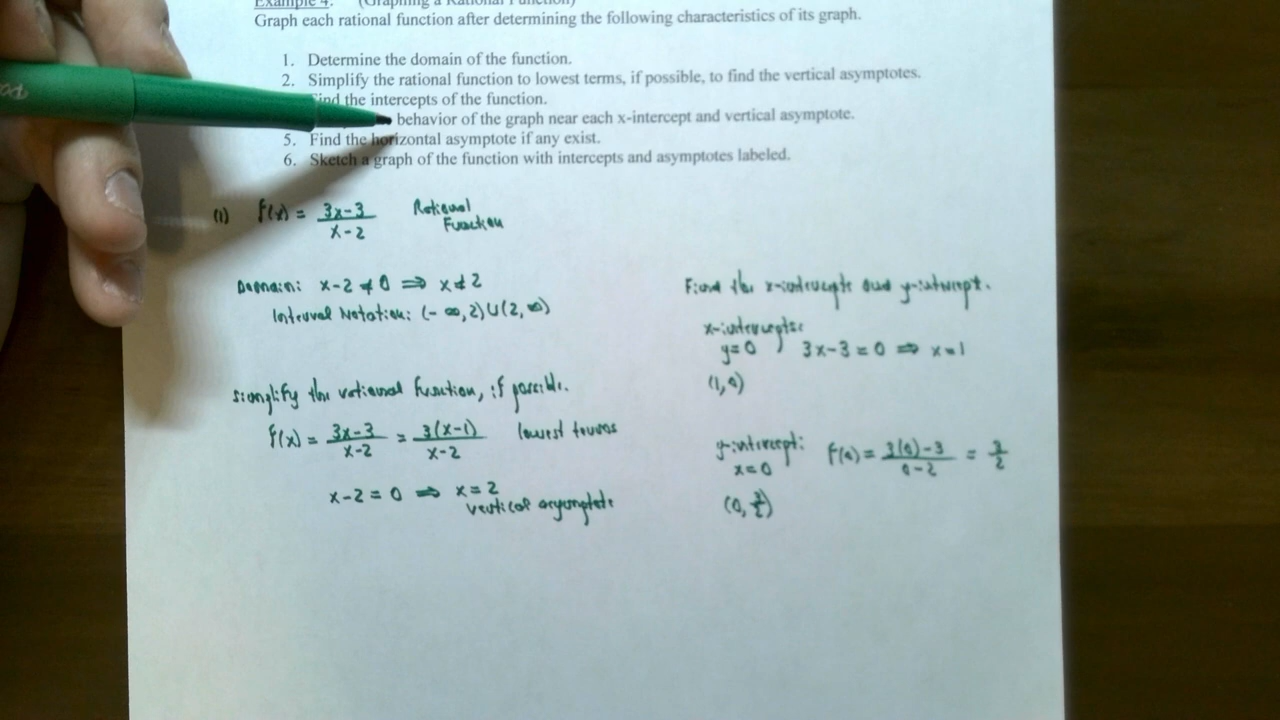 Example 4: (Graphing a Rational Function)
Graph each rational function after determining the following characteristics of its graph.
1. Determine the domain of the function.
2. Simplify the rational function to lowest terms, if possible, to find the vertical asymptotes.
Find the intercepts of the function.
behavior of the graph near each x-intercept and vertical asymptote.
5. Find the horizontal asymptote if any exist.
6. Sketch a graph of the function with intercepts and asymptotes labeled.
(1) f(x) = (3x-3)/(x-2) Rational Function
Domain: x-2 ≠ 0 ⇒ x ≠ 2
Interval Notation: (-∞, 2) ∪ (2, ∞)
Simplify the rational function, if possible.
f(x) = (3x-3)/(x-2) = 3(x-1)/(x-2) lowest terms
x-2 = 0 ⇒ x = 2
vertical asymptote
Find the x-intercepts and y-intercept.
x-intercepts:
y=0, 3x-3 = 0 ⇒ x=1
(1, 0)
y-intercept: f(0) = (3(0)-3)/(0-2) = 3/2
x=0
(0, 3/2)